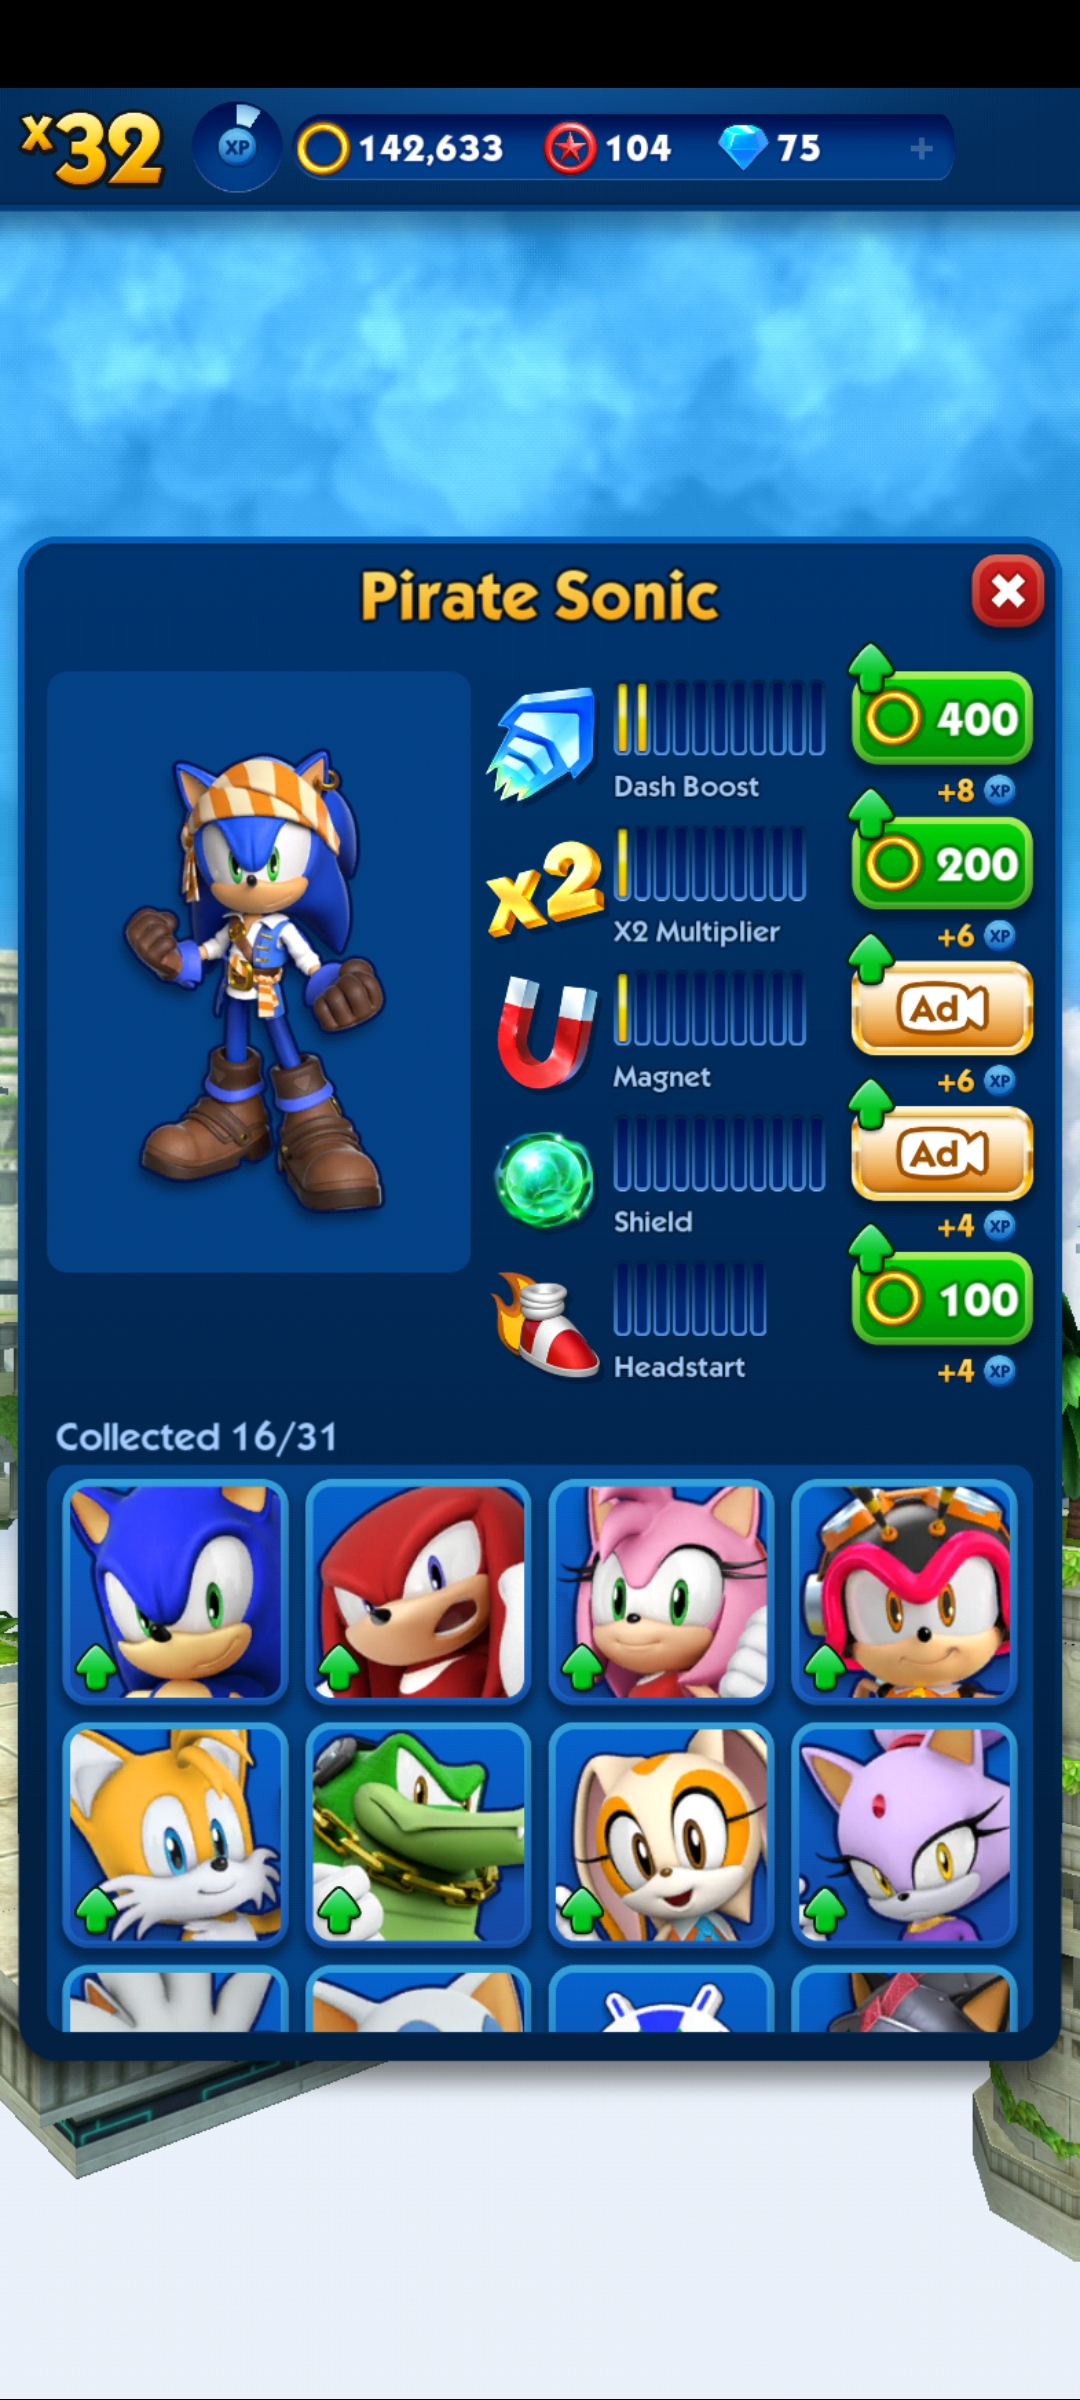 x32
XP
142,633
104
75
+
Pirate Sonic
400
Dash Boost
+8 XP
x2
200
X2 Multiplier
+6 XP
Ad
Magnet
+6 XP
Ad
Shield
+4 XP
100
Headstart
+4 XP
Collected 16/31